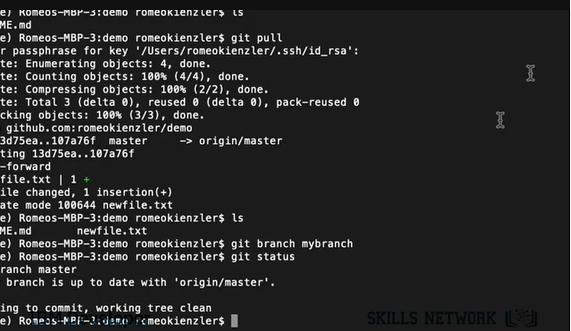 e) Romeos-MBP-3:demo romeokienzler$ ls
ME.md
e) Romeos-MBP-3:demo romeokienzler$ git pull
r passphrase for key '/Users/romeokienzler/.ssh/id_rsa':
te: Enumerating objects: 4, done.
te: Counting objects: 100% (4/4), done.
te: Compressing objects: 100% (2/2), done.
te: Total 3 (delta 0), reused 0 (delta 0), pack-reused 0
cking objects: 100% (3/3), done.
github.com:romeokienzler/demo
3d75ea..107a76f  master     -> origin/master
ting 13d75ea..107a76f
-forward
file.txt | 1 +
ile changed, 1 insertion(+)
ate mode 100644 newfile.txt
e) Romeos-MBP-3:demo romeokienzler$ ls
ME.md       newfile.txt
e) Romeos-MBP-3:demo romeokienzler$ git branch mybranch
e) Romeos-MBP-3:demo romeokienzler$ git status
ranch master
branch is up to date with 'origin/master'.
ing to commit, working tree clean
e) Romeos-MBP-3:demo romeokienzler$
SKILLS NETWORK